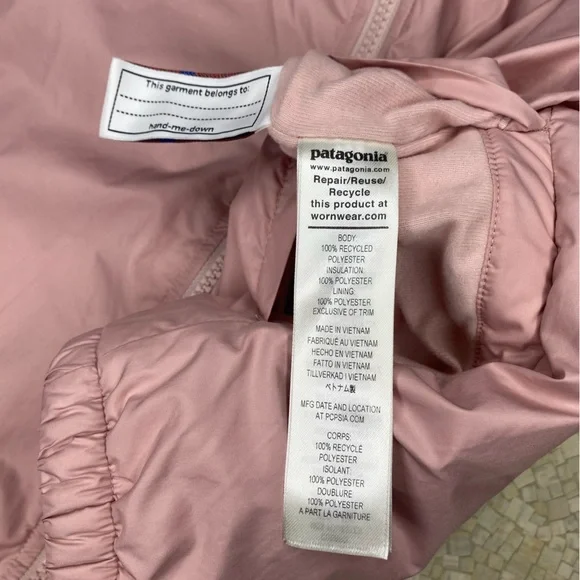 This garment belongs to:
hand-me-down
patagonia®
www.patagonia.com
Repair/Reuse/
Recycle
this product at
wornwear.com
BODY:
100% RECYCLED
POLYESTER
INSULATION:
100% POLYESTER
LINING:
100% POLYESTER
EXCLUSIVE OF TRIM
MADE IN VIETNAM
FABRIQUÉ AU VIETNAM
HECHO EN VIETNAM
FATTO IN VIETNAM
TILLVERKAD I VIETNAM
ベトナム製
MFG DATE AND LOCATION
AT PCPSIA.COM
CORPS:
100% RECYCLÉ
POLYESTER
ISOLANT:
100% POLYESTER
DOUBLURE
100% POLYESTER
A PART LA GARNITURE